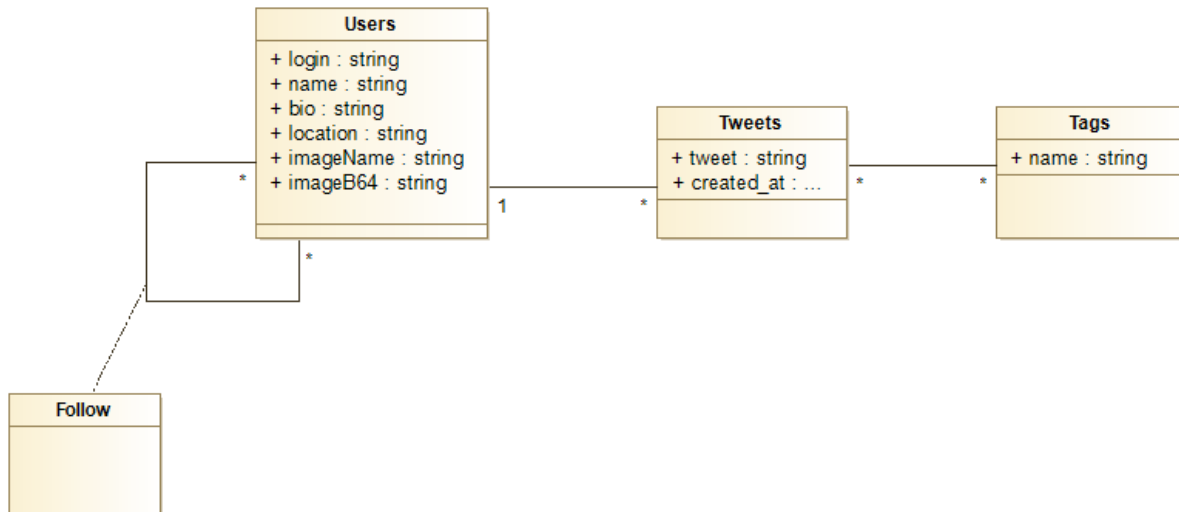 Users
+ login : string
+ name : string
+ bio : string
+ location : string
+ imageName : string
+ imageB64 : string
*
*
1
*
Tweets
+ tweet : string
+ created_at : ...
*
*
Tags
+ name : string
Follow